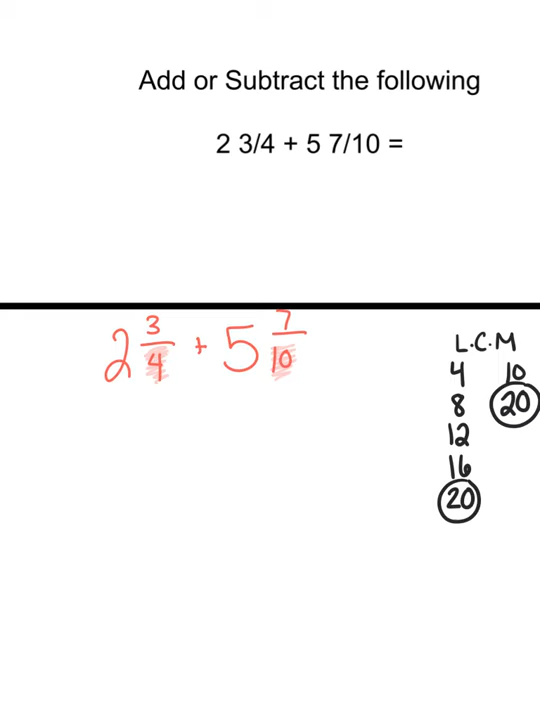 Add or Subtract the following
2 3/4 + 5 7/10 =
2 3/4 + 5 7/10
L.C.M
4 10
8 20
12
16
20